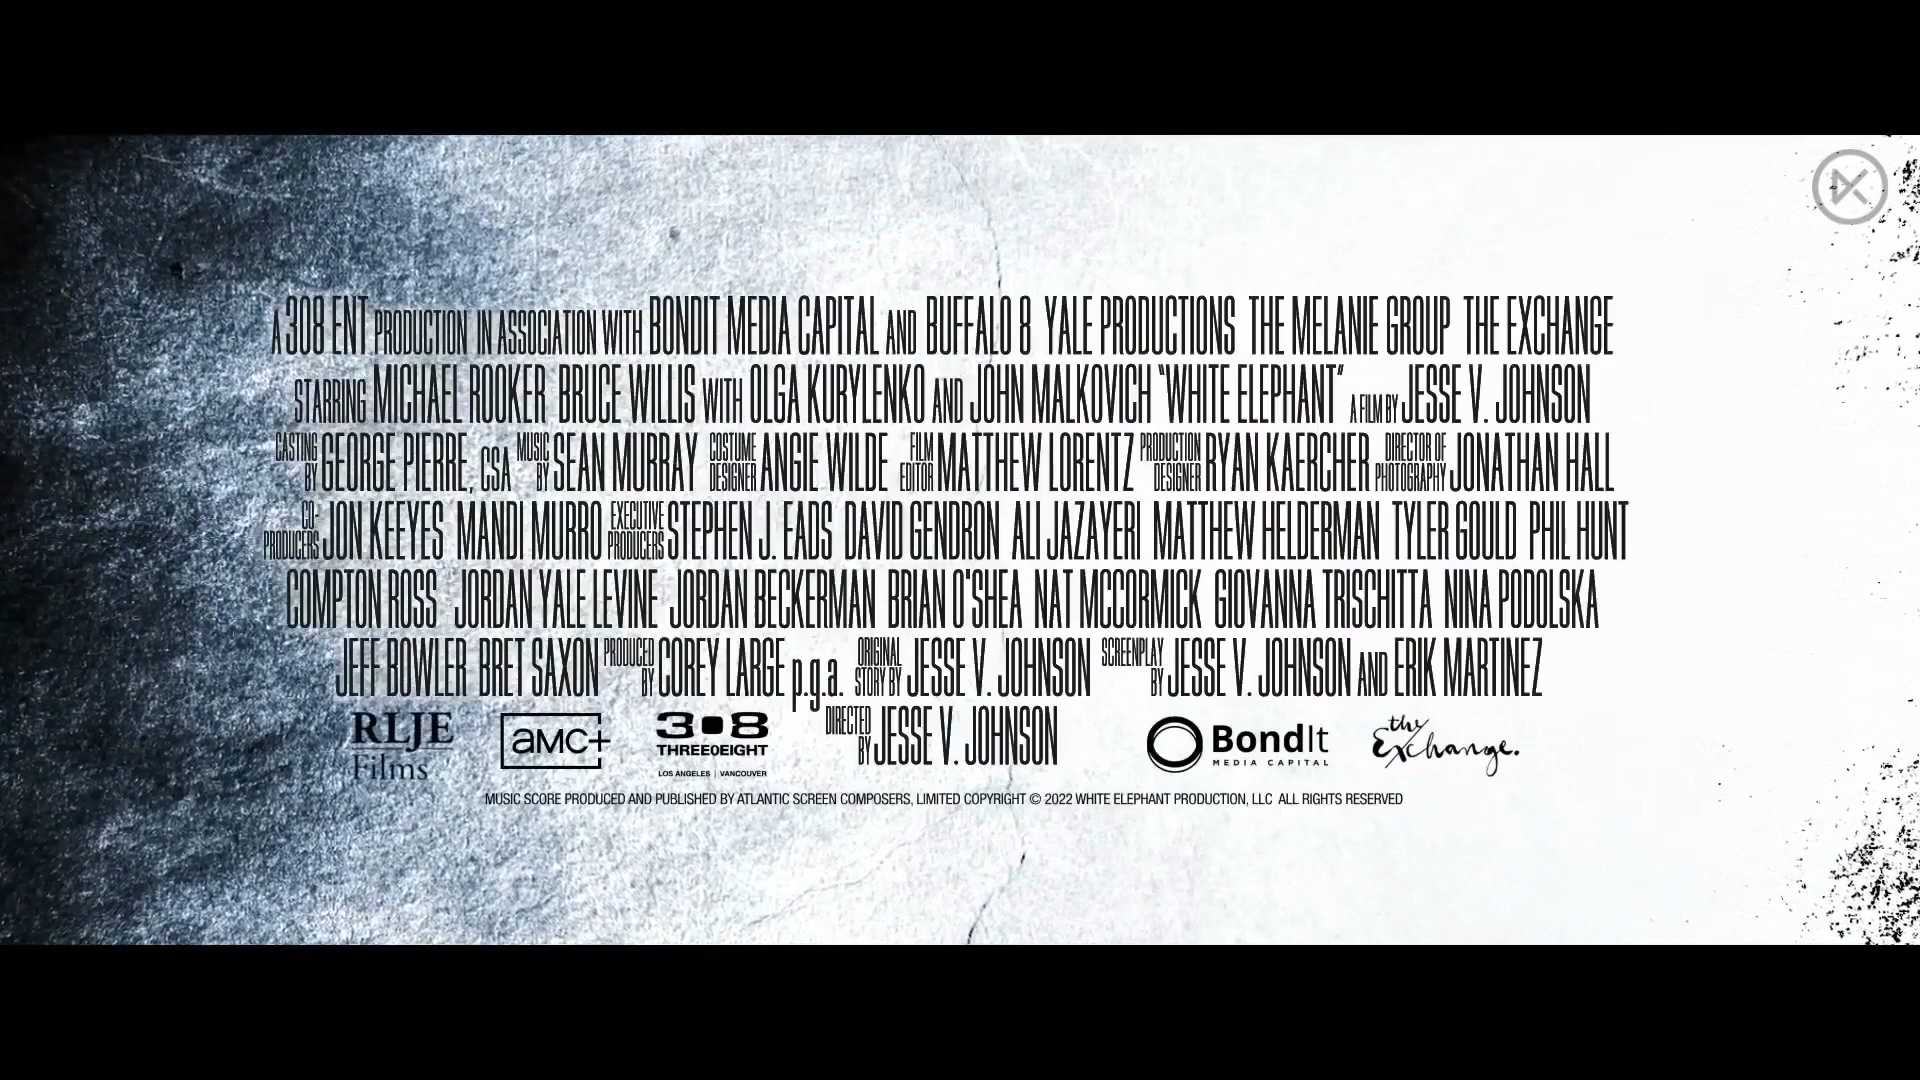 A 308 ENT PRODUCTION IN ASSOCIATION WITH BONDIT MEDIA CAPITAL AND BUFFALO 8 YALE PRODUCTIONS THE MELANIE GROUP THE EXCHANGE
STARRING MICHAEL ROOKER BRUCE WILLIS WITH OLGA KURYLENKO AND JOHN MALKOVICH "WHITE ELEPHANT" A FILM BY JESSE V. JOHNSON
CASTING BY GEORGE PIERRE, CSA MUSIC BY SEAN MURRAY COSTUME DESIGNER ANGIE WILDE FILM EDITOR MATTHEW LORENTZ PRODUCTION DESIGNER RYAN KAERCHER DIRECTOR OF PHOTOGRAPHY JONATHAN HALL
CO-PRODUCERS JON KEEYES MANDI MURRO EXECUTIVE PRODUCERS STEPHEN J. EADS DAVID GENDRON ALI JAZAYERI MATTHEW HELDERMAN TYLER GOULD PHIL HUNT
COMPTON ROSS JORDAN YALE LEVINE JORDAN BECKERMAN BRIAN O'SHEA NAT MCCORMICK GIOVANNA TRISCHITTA NINA PODOLSKA
JEFF BOWLER BRET SAXON PRODUCED BY COREY LARGE p.g.a. ORIGINAL STORY BY JESSE V. JOHNSON SCREENPLAY BY JESSE V. JOHNSON AND ERIK MARTINEZ
DIRECTED BY JESSE V. JOHNSON
RLJE Films
aMC+
308
THREE0EIGHT
LOS ANGELES | VANCOUVER
BondIt
MEDIA CAPITAL
the Exchange.
MUSIC SCORE PRODUCED AND PUBLISHED BY ATLANTIC SCREEN COMPOSERS, LIMITED COPYRIGHT © 2022 WHITE ELEPHANT PRODUCTION, LLC ALL RIGHTS RESERVED